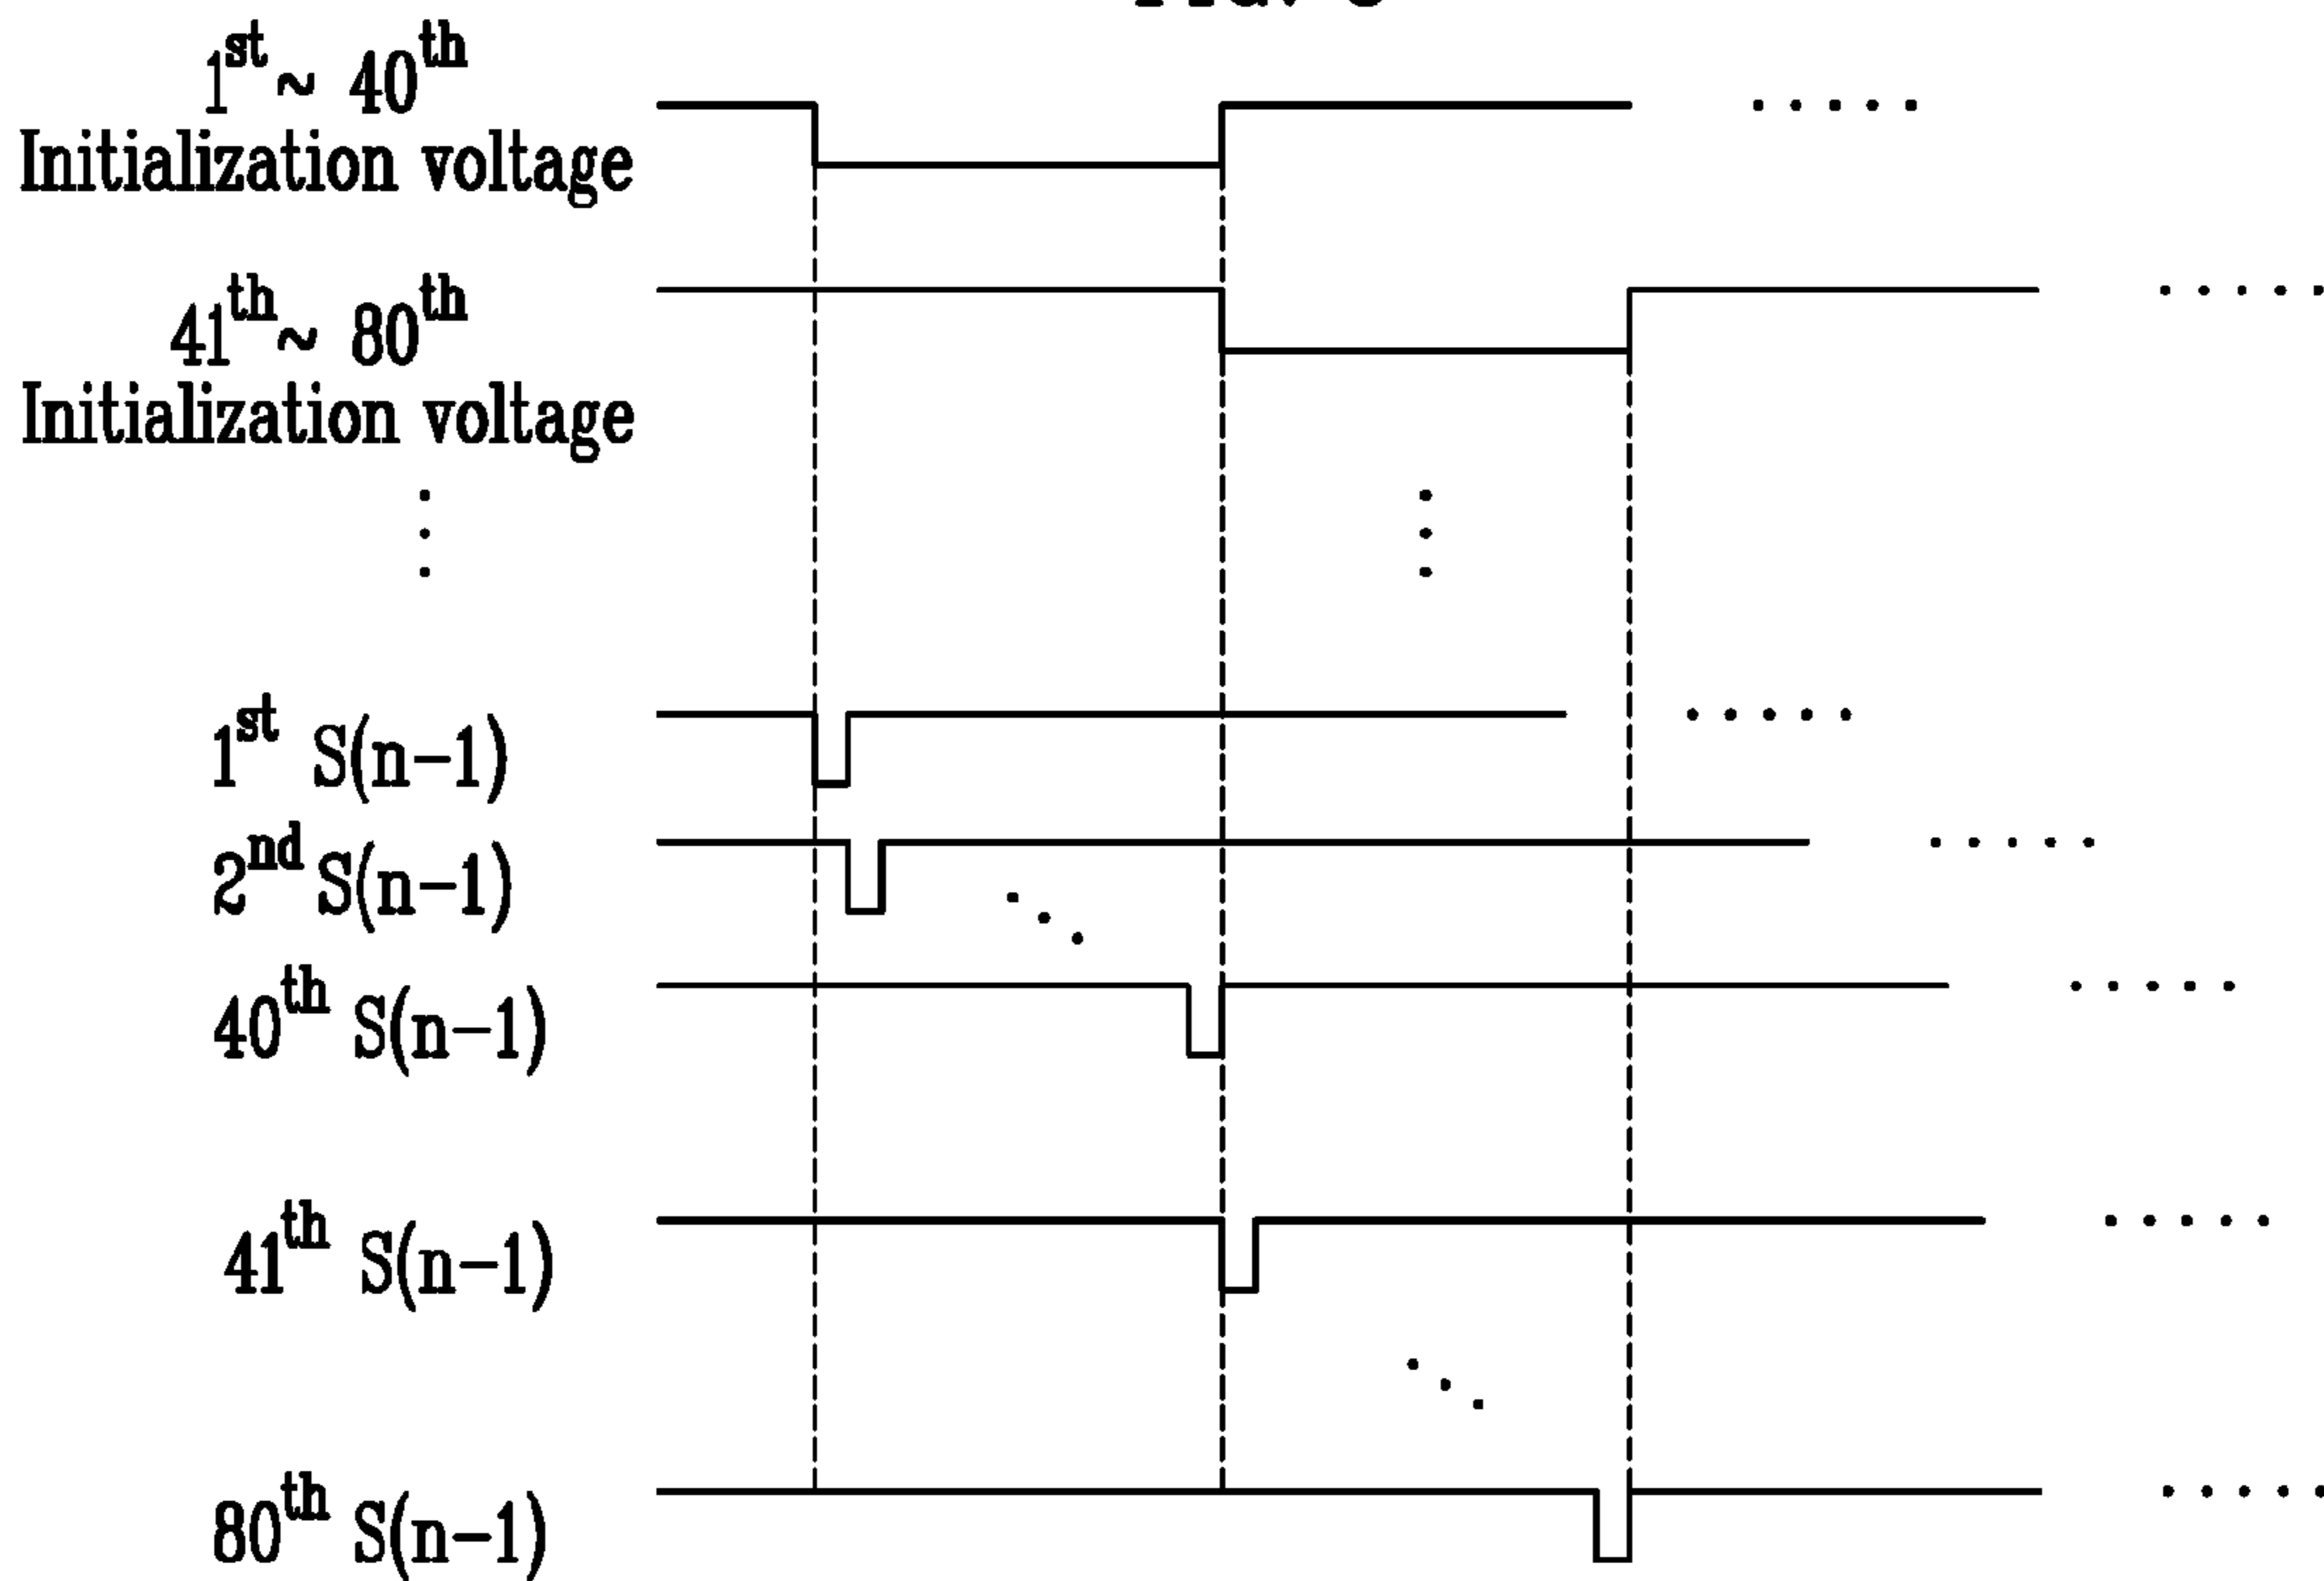 1st ~ 40th
Initialization voltage
41th ~ 80th
Initialization voltage
1st S(n-1)
2nd S(n-1)
40th S(n-1)
41th S(n-1)
80th S(n-1)